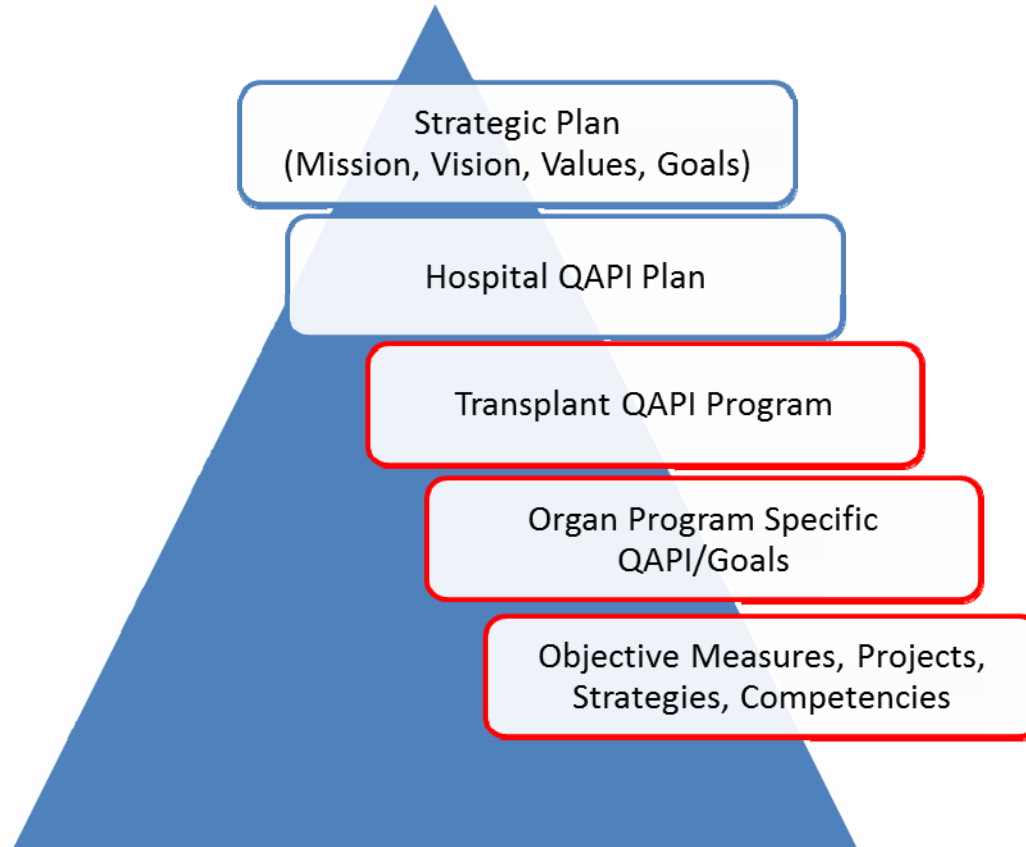 Strategic Plan
(Mission, Vision, Values, Goals)
Hospital QAPI Plan
Transplant QAPI Program
Organ Program Specific
QAPI/Goals
Objective Measures, Projects,
Strategies, Competencies